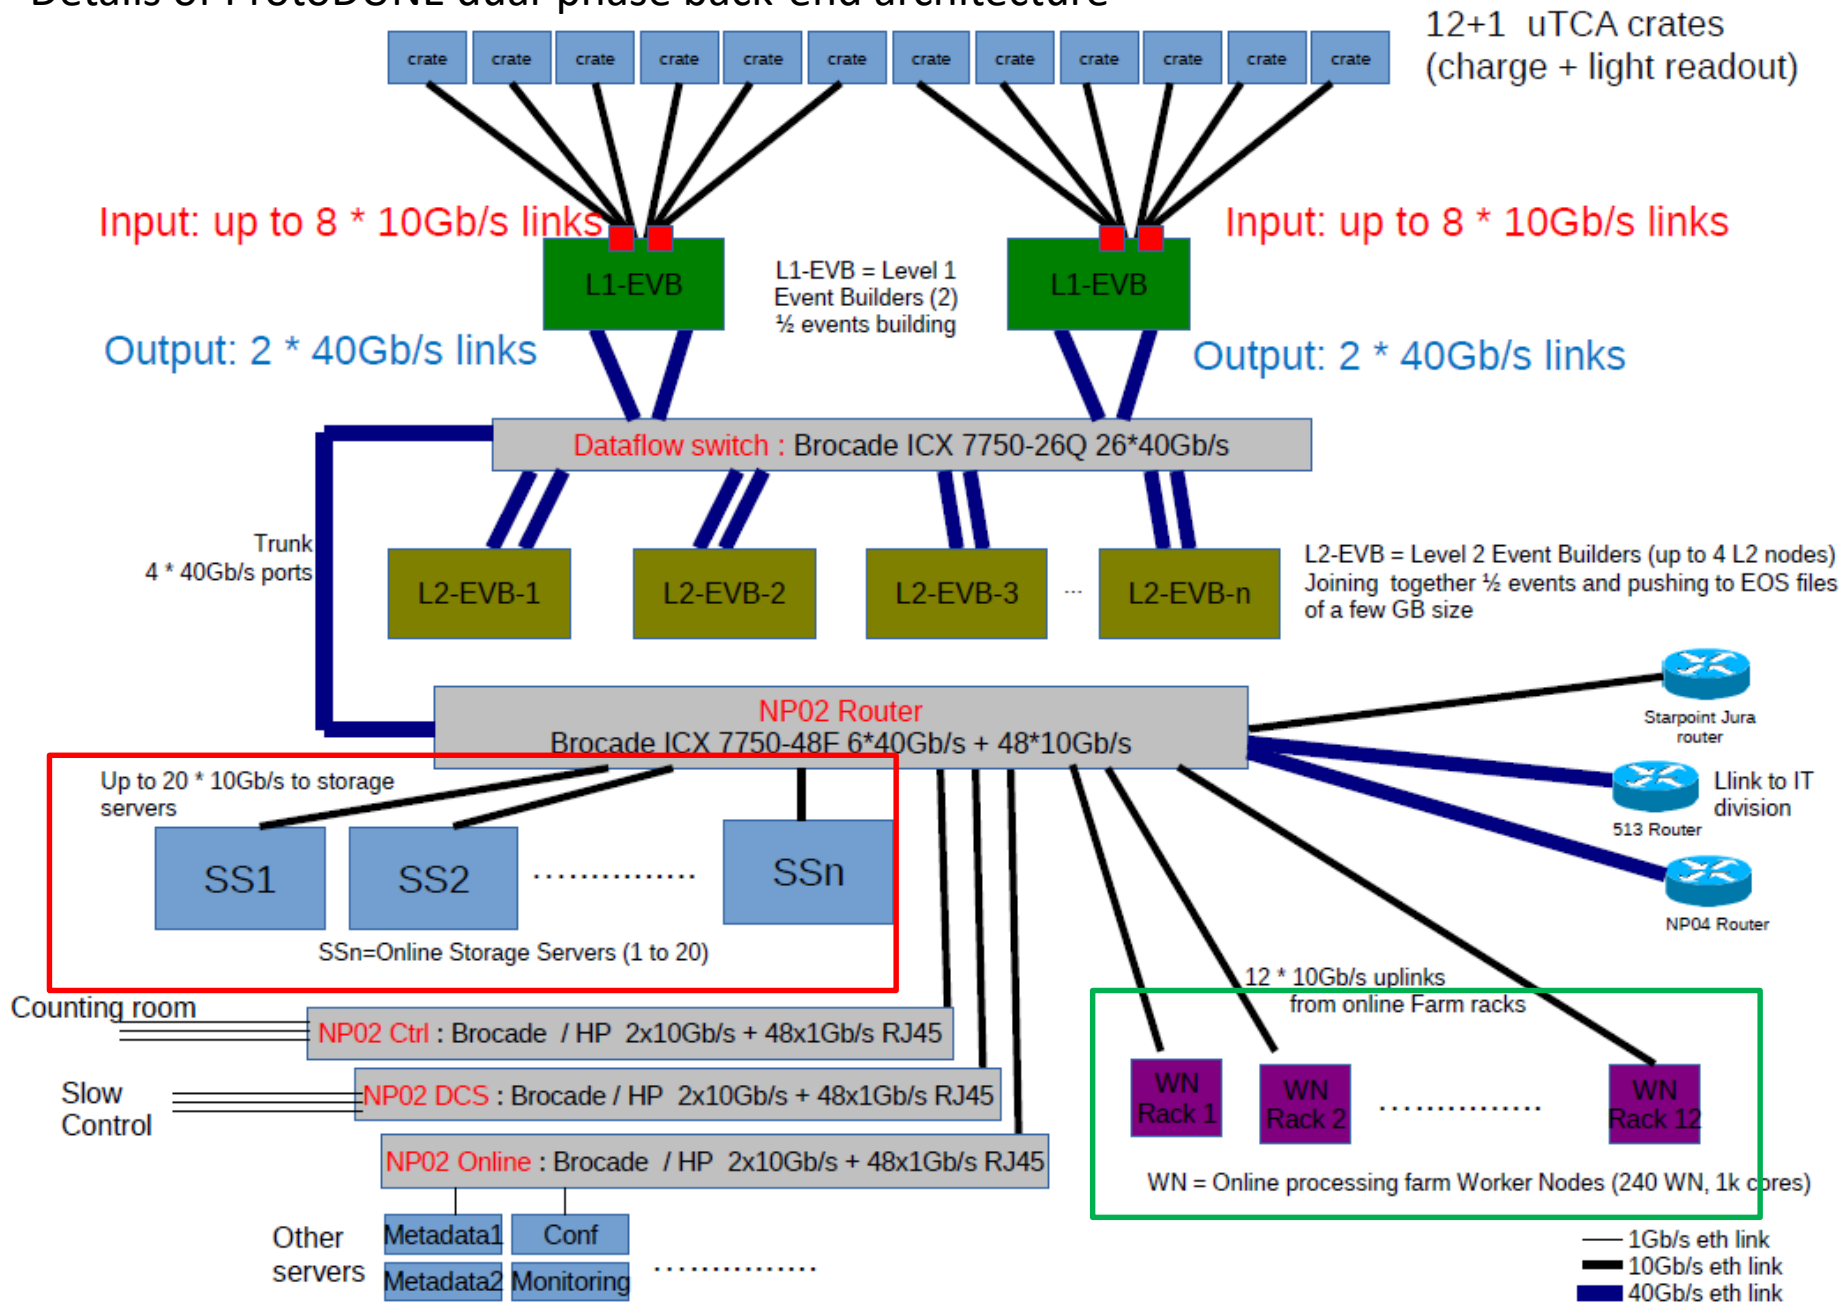 Details of ProtoDUNE dual-phase back-end architecture
12+1 uTCA crates
(charge + light readout)
crate crate crate crate crate crate crate crate crate crate crate crate
Input: up to 8 * 10Gb/s links
Input: up to 8 * 10Gb/s links
L1-EVB
L1-EVB = Level 1
Event Builders (2)
½ events building
L1-EVB
Output: 2 * 40Gb/s links
Output: 2 * 40Gb/s links
Dataflow switch : Brocade ICX 7750-26Q 26*40Gb/s
Trunk
4 * 40Gb/s ports
L2-EVB-1
L2-EVB-2
L2-EVB-3
...
L2-EVB-n
L2-EVB = Level 2 Event Builders (up to 4 L2 nodes)
Joining together ½ events and pushing to EOS files
of a few GB size
NP02 Router
Brocade ICX 7750-48F 6*40Gb/s + 48*10Gb/s
Starpoint Jura
router
513 Router
Llink to IT
division
NP04 Router
Up to 20 * 10Gb/s to storage
servers
SS1
SS2
...............
SSn
SSn=Online Storage Servers (1 to 20)
12 * 10Gb/s uplinks
from online Farm racks
Counting room
NP02 Ctrl : Brocade / HP 2x10Gb/s + 48x1Gb/s RJ45
Slow
Control
NP02 DCS : Brocade / HP 2x10Gb/s + 48x1Gb/s RJ45
NP02 Online : Brocade / HP 2x10Gb/s + 48x1Gb/s RJ45
WN
Rack 1
WN
Rack 2
...............
WN
Rack 12
WN = Online processing farm Worker Nodes (240 WN, 1k cores)
Other
servers
Metadata1
Conf
Metadata2
Monitoring
...............
1Gb/s eth link
10Gb/s eth link
40Gb/s eth link